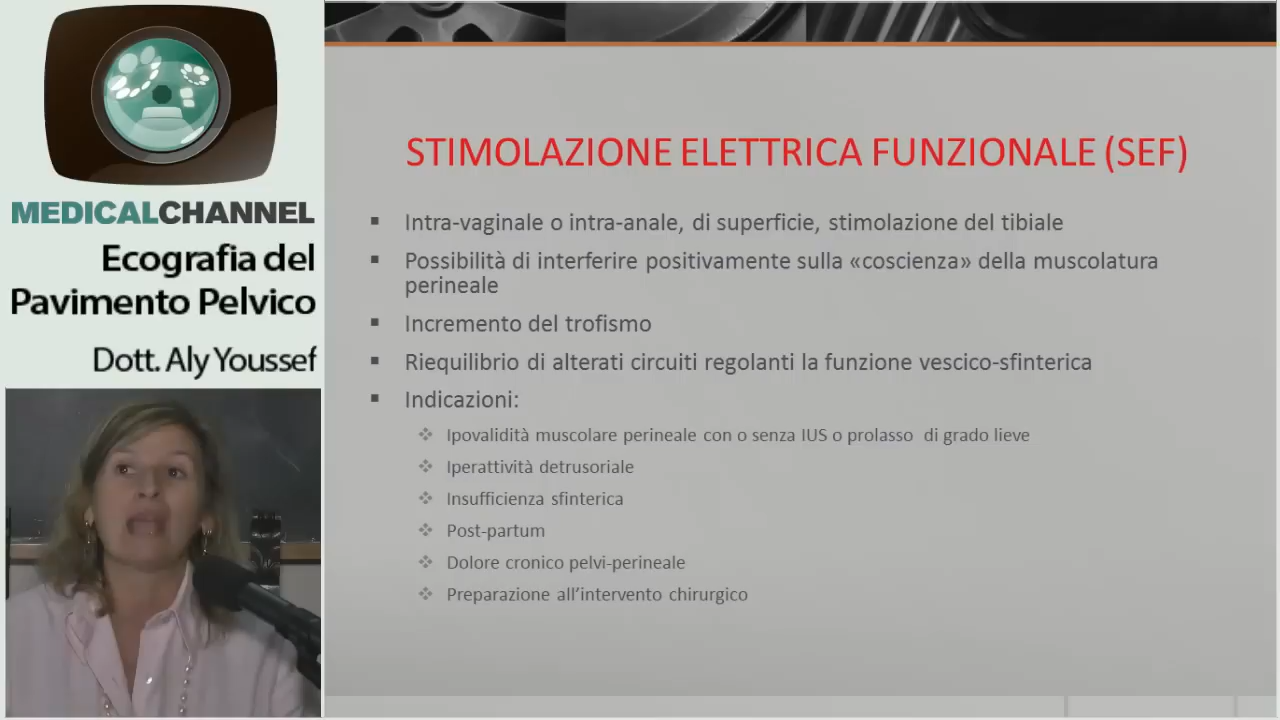 MEDICALCHANNEL
Ecografia del
Pavimento Pelvico
Dott. Aly Youssef
STIMOLAZIONE ELETTRICA FUNZIONALE (SEF)
Intra-vaginale o intra-anale, di superficie, stimolazione del tibiale
Possibilità di interferire positivamente sulla «coscienza» della muscolatura
perineale
Incremento del trofismo
Riequilibrio di alterati circuiti regolanti la funzione vescico-sfinterica
Indicazioni:
Ipovalidità muscolare perineale con o senza IUS o prolasso di grado lieve
Iperattività detrusoriale
Insufficienza sfinterica
Post-partum
Dolore cronico pelvi-perineale
Preparazione all'intervento chirurgico